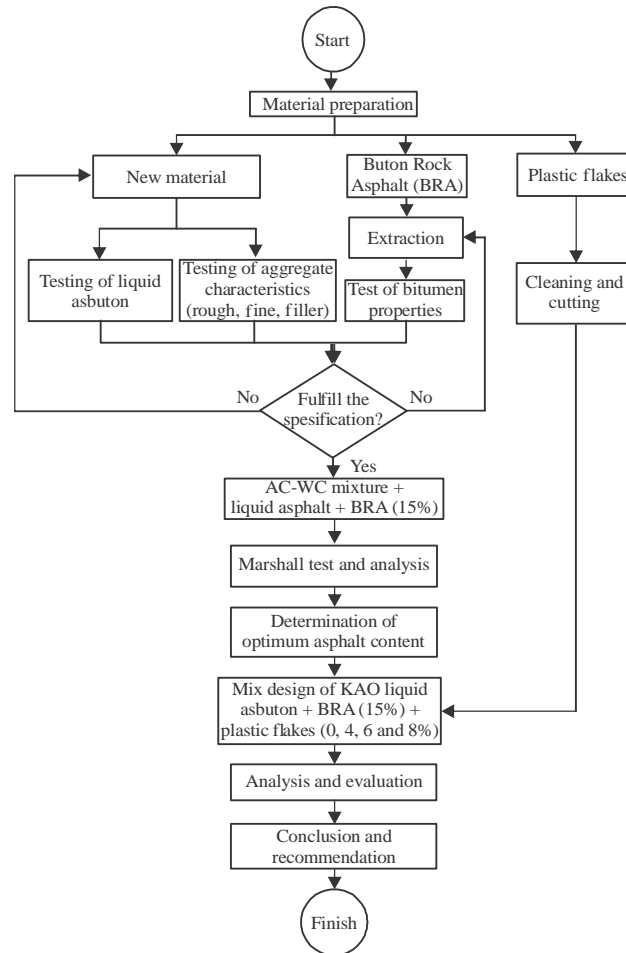 Start
Material preparation
New material
Buton Rock
Asphalt (BRA)
Plastic flakes
Extraction
Testing of liquid
asbuton
Testing of aggregate
characteristics
(rough, fine, filler)
Test of bitumen
properties
Cleaning and
cutting
No
Fulfill the
spesification?
No
Yes
AC-WC mixture +
liquid asphalt + BRA (15%)
Marshall test and analysis
Determination of
optimum asphalt content
Mix design of KAO liquid
asbuton + BRA (15%) +
plastic flakes (0, 4, 6 and 8%)
Analysis and evaluation
Conclusion and
recommendation
Finish